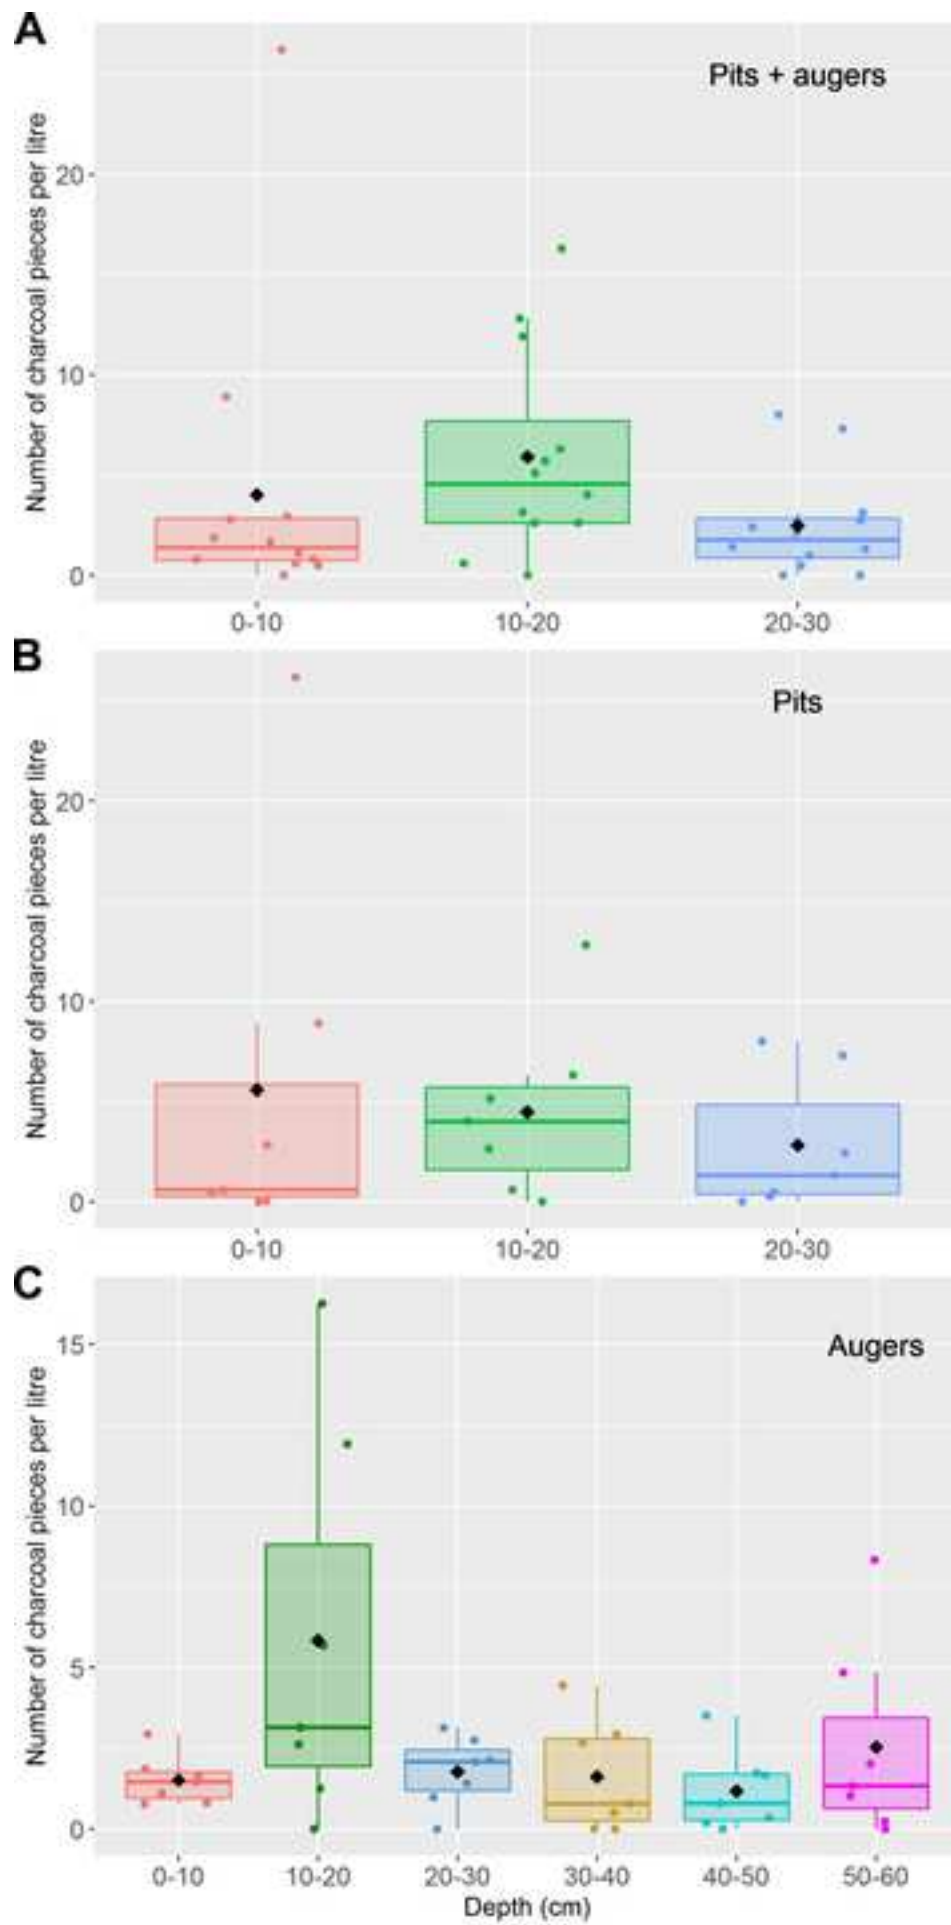 A
Pits + augers
Number of charcoal pieces per litre
20
10
0
0-10 10-20 20-30
B
Pits
Number of charcoal pieces per litre
20
10
0
0-10 10-20 20-30
C
Augers
Number of charcoal pieces per litre
15
10
5
0
0-10 10-20 20-30 30-40 40-50 50-60
Depth (cm)